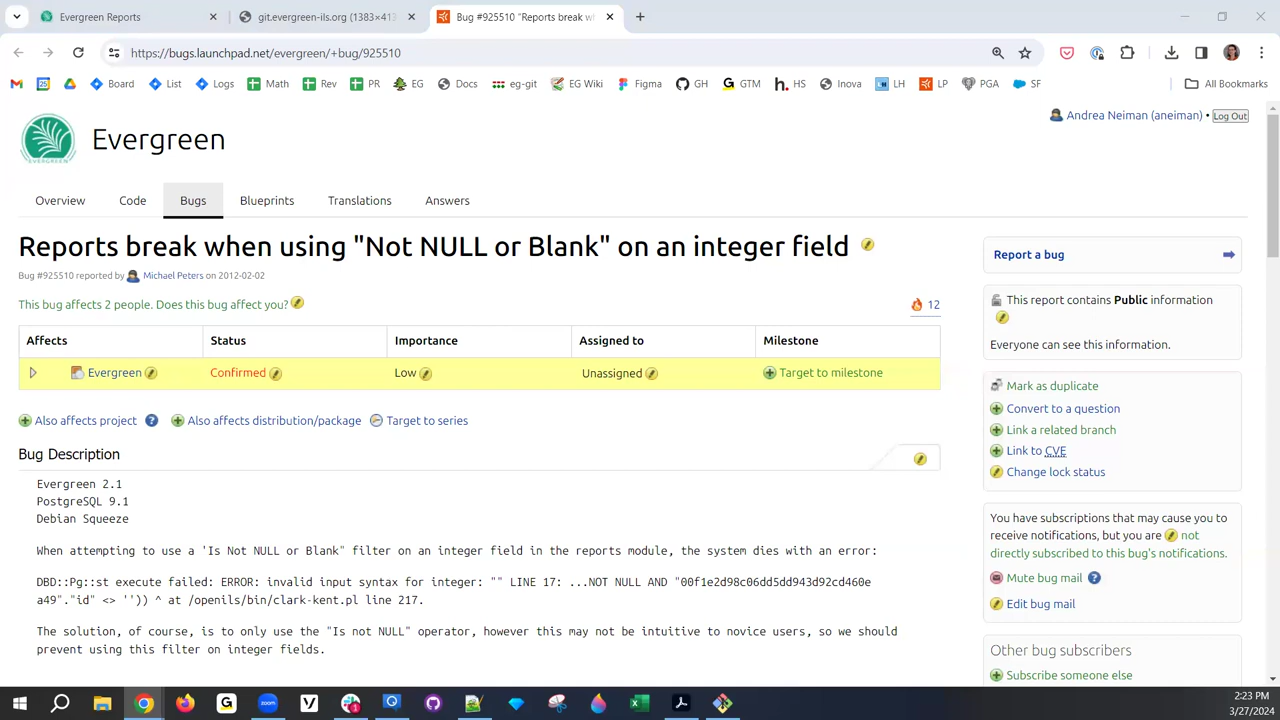 Evergreen Reports
git.evergreen-ils.org (1383×413
Bug #925510 “Reports break wh
https://bugs.launchpad.net/evergreen/+bug/925510
Board
List
Logs
Math
Rev
PR
EG
Docs
eg-git
EG Wiki
Figma
GH
GTM
HS
Inova
LH
LP
PGA
SF
All Bookmarks
Andrea Neiman (aneiman) • Log Out
EVERGREEN
Evergreen
Overview
Code
Bugs
Blueprints
Translations
Answers
Reports break when using "Not NULL or Blank" on an integer field
Bug #925510 reported by Michael Peters on 2012-02-02
This bug affects 2 people. Does this bug affect you?
12
Affects Status Importance Assigned to Milestone
Evergreen Confirmed Low Unassigned Target to milestone
Also affects project
Also affects distribution/package
Target to series
Bug Description
Evergreen 2.1
PostgreSQL 9.1
Debian Squeeze
When attempting to use a 'Is Not NULL or Blank" filter on an integer field in the reports module, the system dies with an error:
DBD::Pg::st execute failed: ERROR: invalid input syntax for integer: "" LINE 17: ...NOT NULL AND "00f1e2d98c06dd5dd943d92cd460e
a49"."id" <> '')) ^ at /openils/bin/clark-kent.pl line 217.
The solution, of course, is to only use the "Is not NULL" operator, however this may not be intuitive to novice users, so we should
prevent using this filter on integer fields.
Report a bug
This report contains Public information
Everyone can see this information.
Mark as duplicate
Convert to a question
Link a related branch
Link to CVE
Change lock status
You have subscriptions that may cause you to
receive notifications, but you are not
directly subscribed to this bug's notifications.
Mute bug mail
Edit bug mail
Other bug subscribers
Subscribe someone else
zoom
2:23 PM
3/27/2024